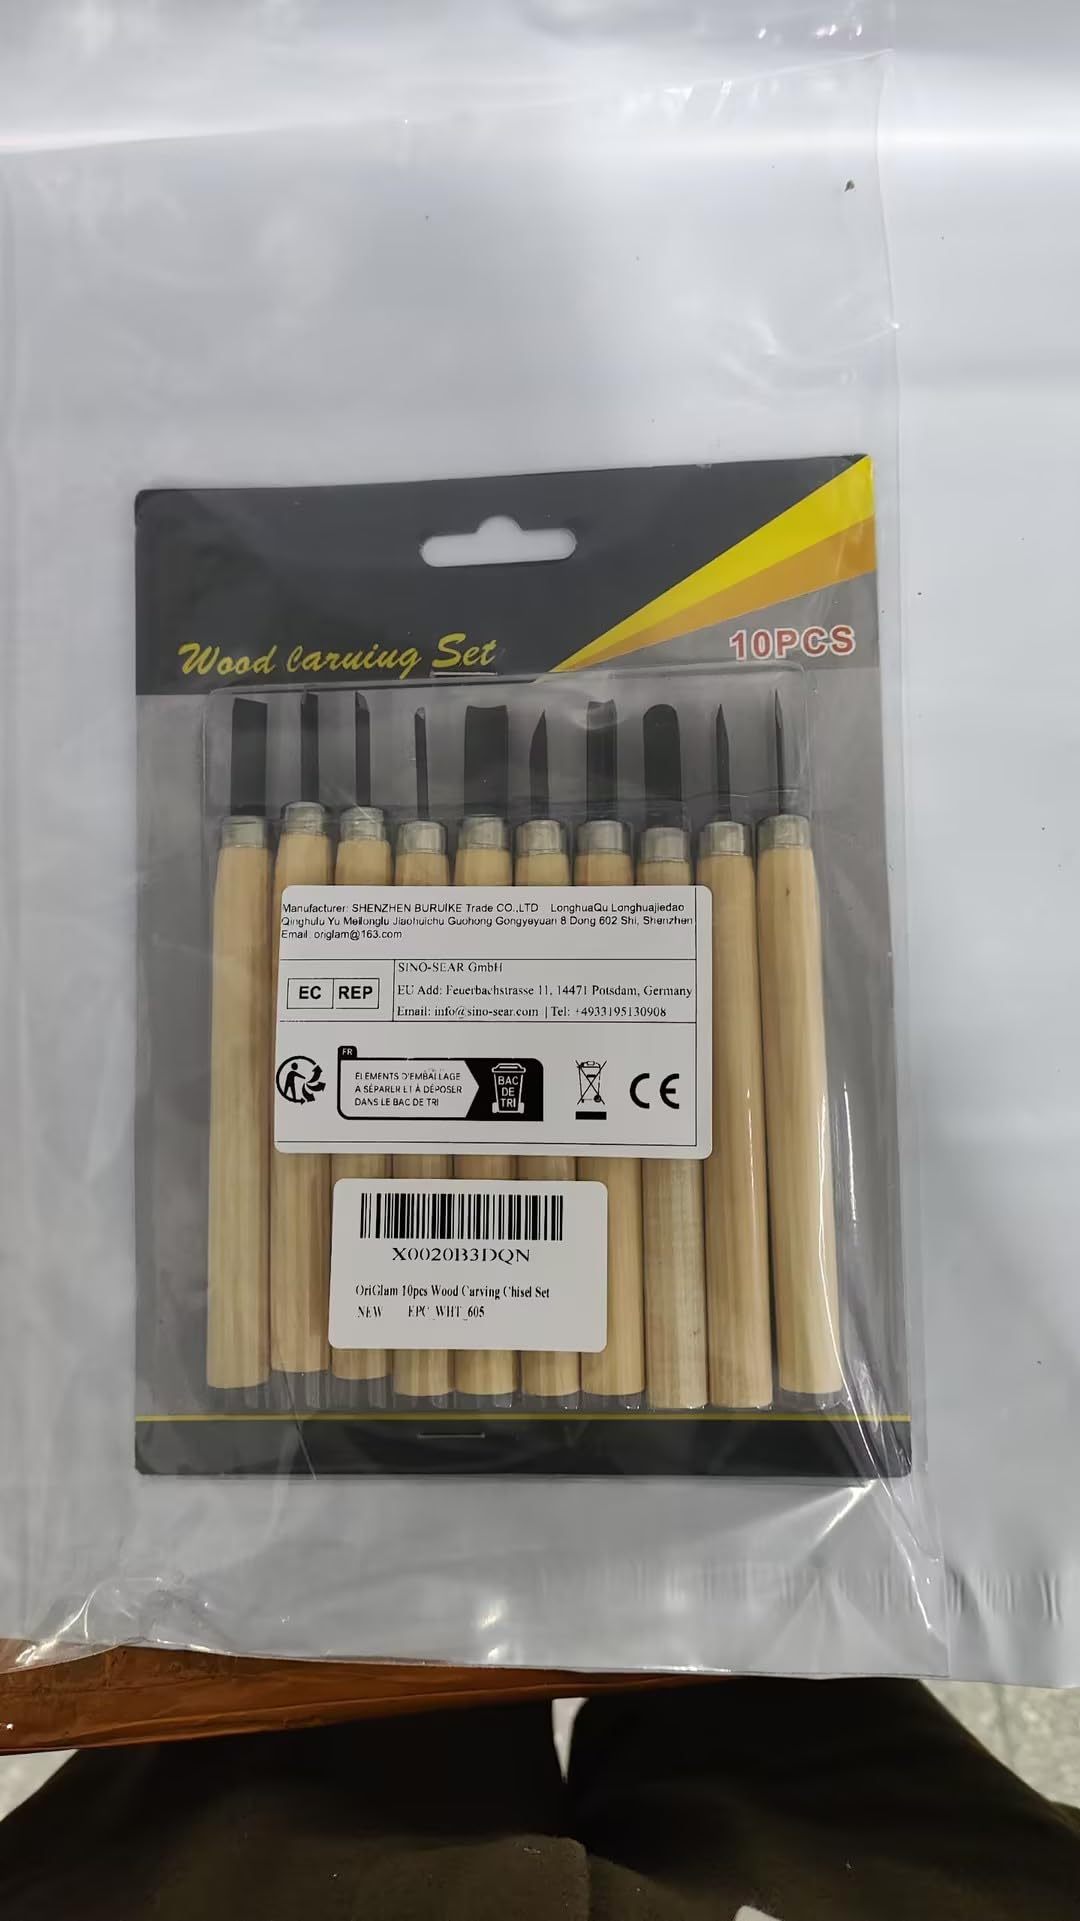 Wood Carving Set
10PCS
Manufacturer: SHENZHEN BURUIKE Trade CO.,LTD LonghuaQu Longhuajiedao
Qinghulu Yu Meilonglu Jiaohuichu Guohong Gongyeyuan 8 Dong 602 Shi, Shenzhen
Email: origlam@163.com
EC REP
SINO-SEAR GmbH
EU Add: Feuerbachstrasse 11, 14471 Potsdam, Germany
Email: info@sino-sear.com | Tel: +4933195130908
FR
ÉLÉMENTS D'EMBALLAGE
À SÉPARER ET À DÉPOSER
DANS LE BAC DE TRI
BAC
DE
TRI
CE
X0020B3DQN
OriGlam 10pcs Wood Carving Chisel Set
NEW EPC_WHT_605